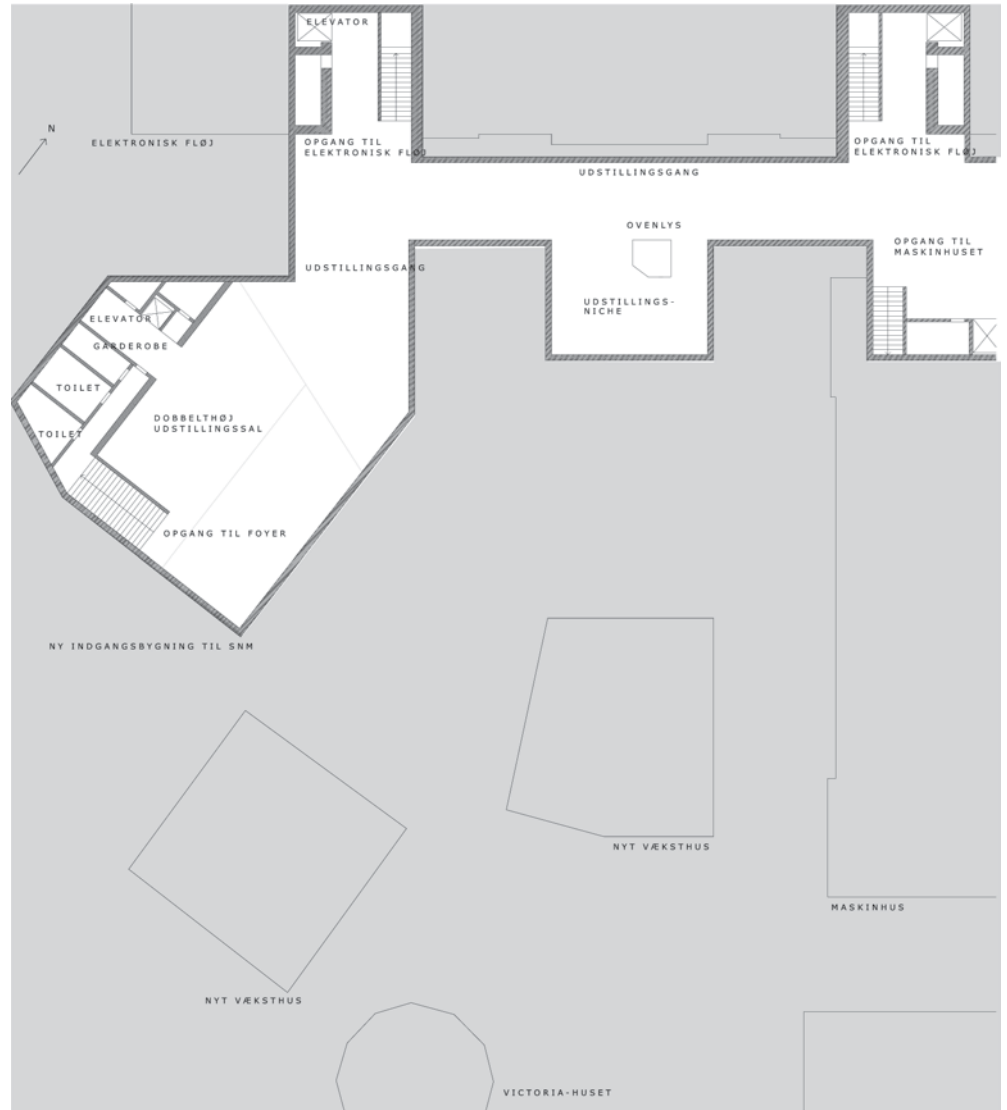 ELEVATOR
N
ELEKTRONISK FLØJ
OPGANG TIL
ELEKTRONISK FLØJ
OPGANG TIL
ELEKTRONISK FLØJ
UDSTILLINGSGANG
OVENLYS
OPGANG TIL
MASKINHUSET
UDSTILLINGSGANG
UDSTILLINGS-
NICHE
ELEVATOR
GARDEROBE
TOILET
DOBBELTHØJ
UDSTILLINGSSAL
TOILET
OPGANG TIL FOYER
NY INDGANGSBYGNING TIL SNM
NYT VÆKSTHUS
MASKINHUS
NYT VÆKSTHUS
VICTORIA-HUSET